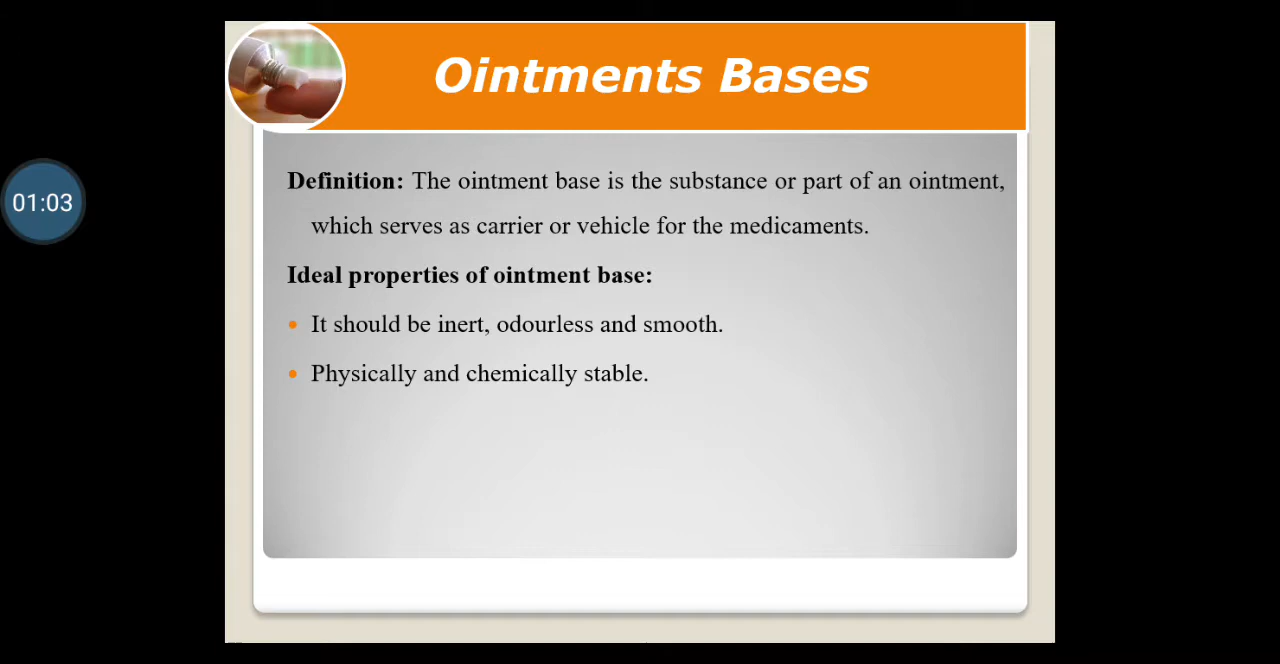 Ointments Bases
Definition: The ointment base is the substance or part of an ointment,
01:03
which serves as carrier or vehicle for the medicaments.
Ideal properties of ointment base:
• It should be inert, odourless and smooth.
• Physically and chemically stable.